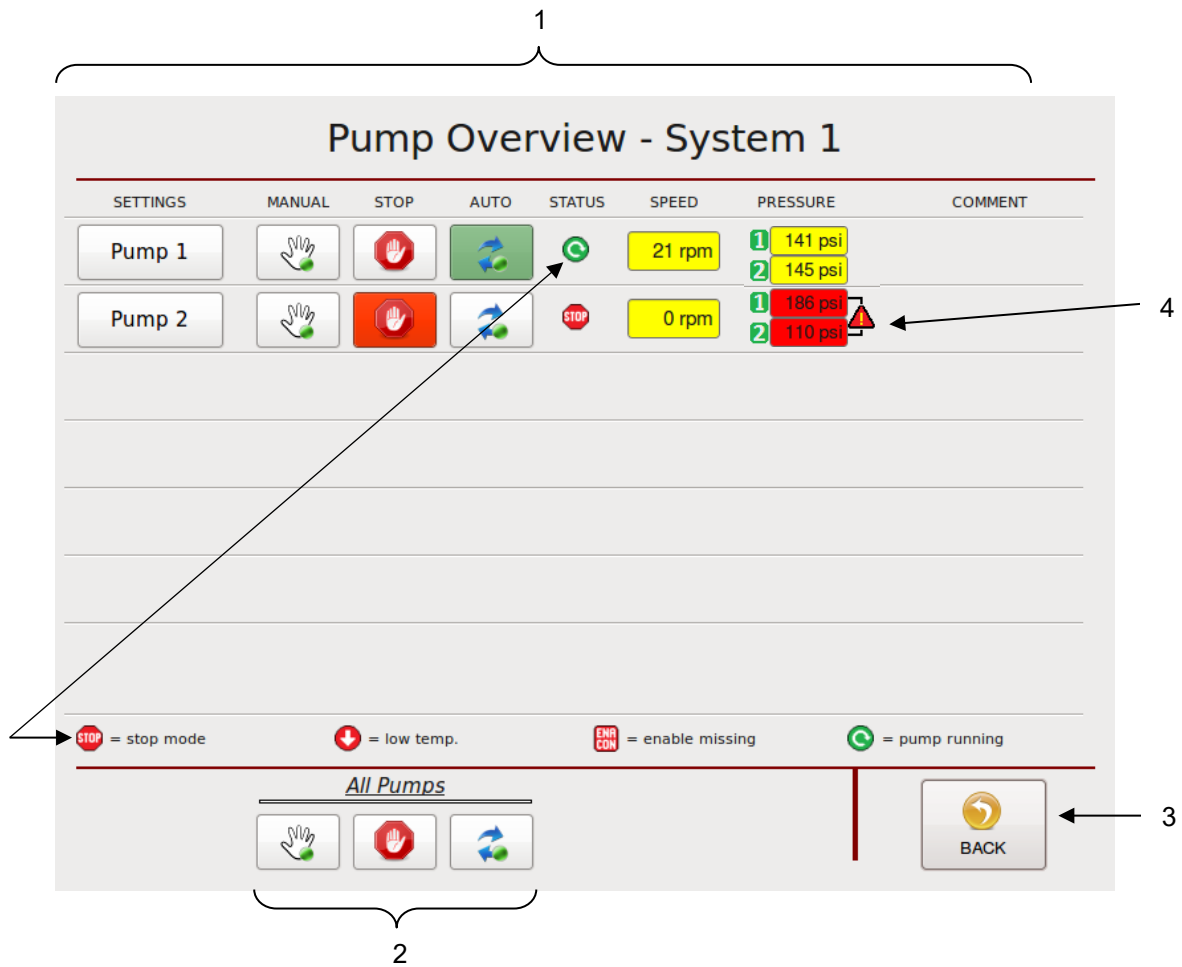 1
Pump Overview - System 1
SETTINGS MANUAL STOP AUTO STATUS SPEED PRESSURE COMMENT
Pump 1 21 rpm 1 141 psi
2 145 psi
Pump 2 STOP 0 rpm 1 186 psi
2 110 psi
4
STOP = stop mode = low temp. ENA CON = enable missing = pump running
All Pumps
BACK
3
2